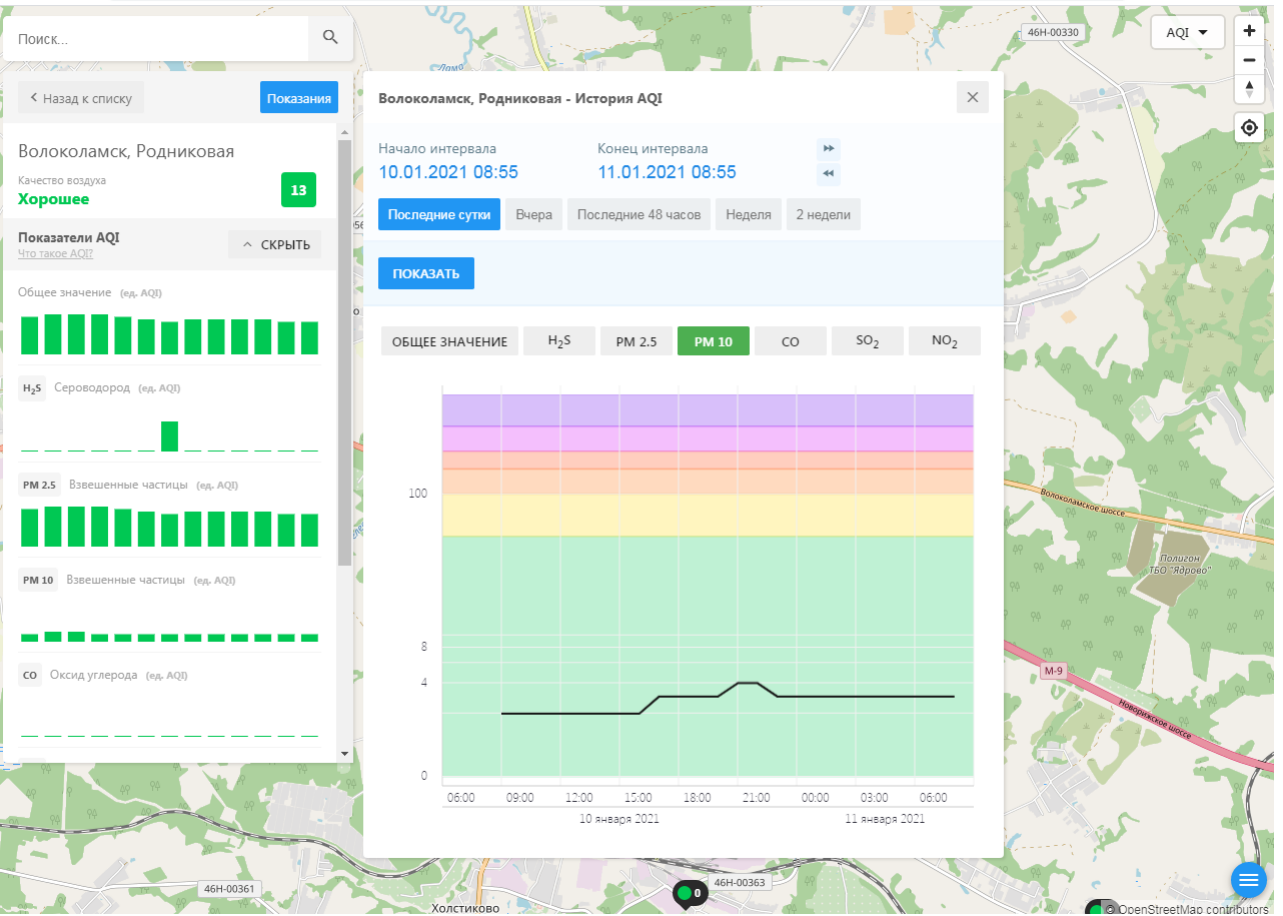 Поиск...
46Н-00330
AQI
Назад к списку
Показания
Волоколамск, Родниковая
Качество воздуха
Хорошее
13
Показатели AQI
Что такое AQI?
СКРЫТЬ
Общее значение (ед. AQI)
H2S Сероводород (ед. AQI)
PM 2.5 Взвешенные частицы (ед. AQI)
PM 10 Взвешенные частицы (ед. AQI)
CO Оксид углерода (ед. AQI)
Волоколамск, Родниковая - История AQI
Начало интервала
Конец интервала
10.01.2021 08:55
11.01.2021 08:55
Последние сутки
Вчера
Последние 48 часов
Неделя
2 недели
ПОКАЗАТЬ
ОБЩЕЕ ЗНАЧЕНИЕ
H2S
PM 2.5
PM 10
CO
SO2
NO2
100
8
4
0
06:00 09:00 12:00 15:00 18:00 21:00 00:00 03:00 06:00
10 января 2021
11 января 2021
Волоколамское шоссе
Полигон
ТБО "Ядрово"
М-9
Новорижское шоссе
46Н-00361
46Н-00363
0
Холстиково
© OpenStreetMap contributors